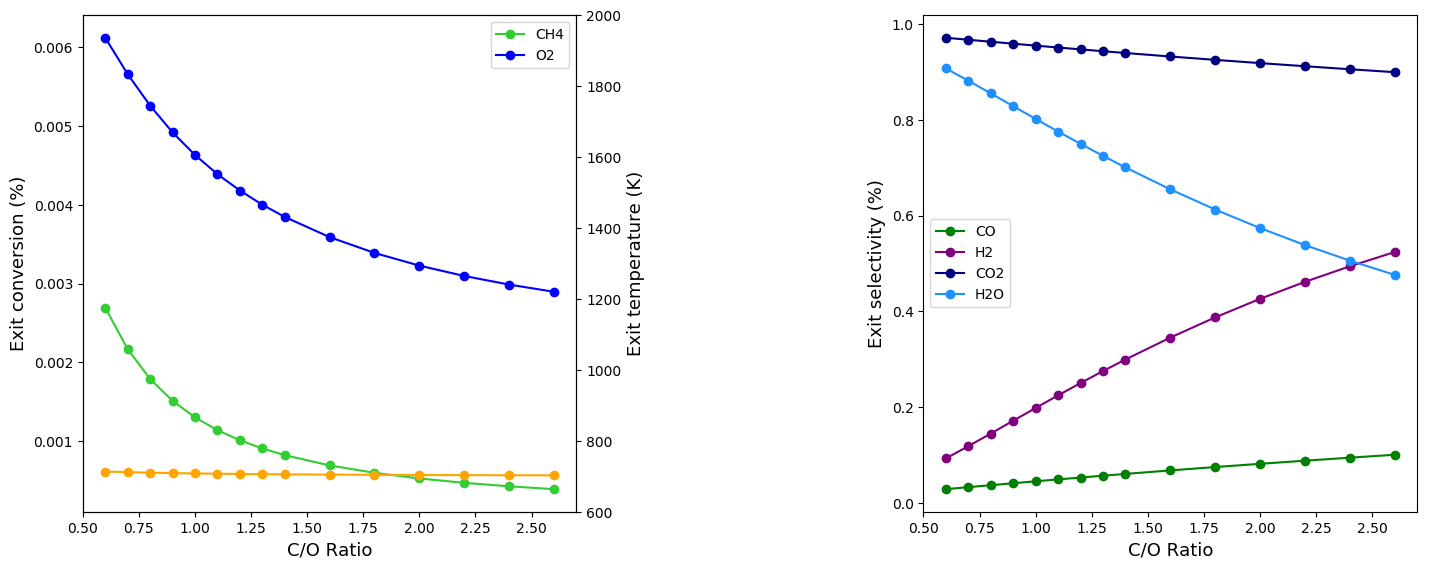 Exit conversion (%)
0.006
0.005
0.004
0.003
0.002
0.001
CH4
O2
2000
1800
1600
1400
1200
1000
800
600
Exit temperature (K)
0.50 0.75 1.00 1.25 1.50 1.75 2.00 2.25 2.50
C/O Ratio
Exit selectivity (%)
1.0
0.8
0.6
0.4
0.2
0.0
CO
H2
CO2
H2O
0.50 0.75 1.00 1.25 1.50 1.75 2.00 2.25 2.50
C/O Ratio